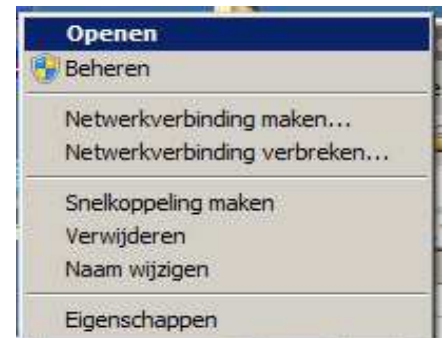 Openen
Beheren
Netwerkverbinding maken...
Netwerkverbinding verbreken...
Snelkoppeling maken
Verwijderen
Naam wijzigen
Eigenschappen